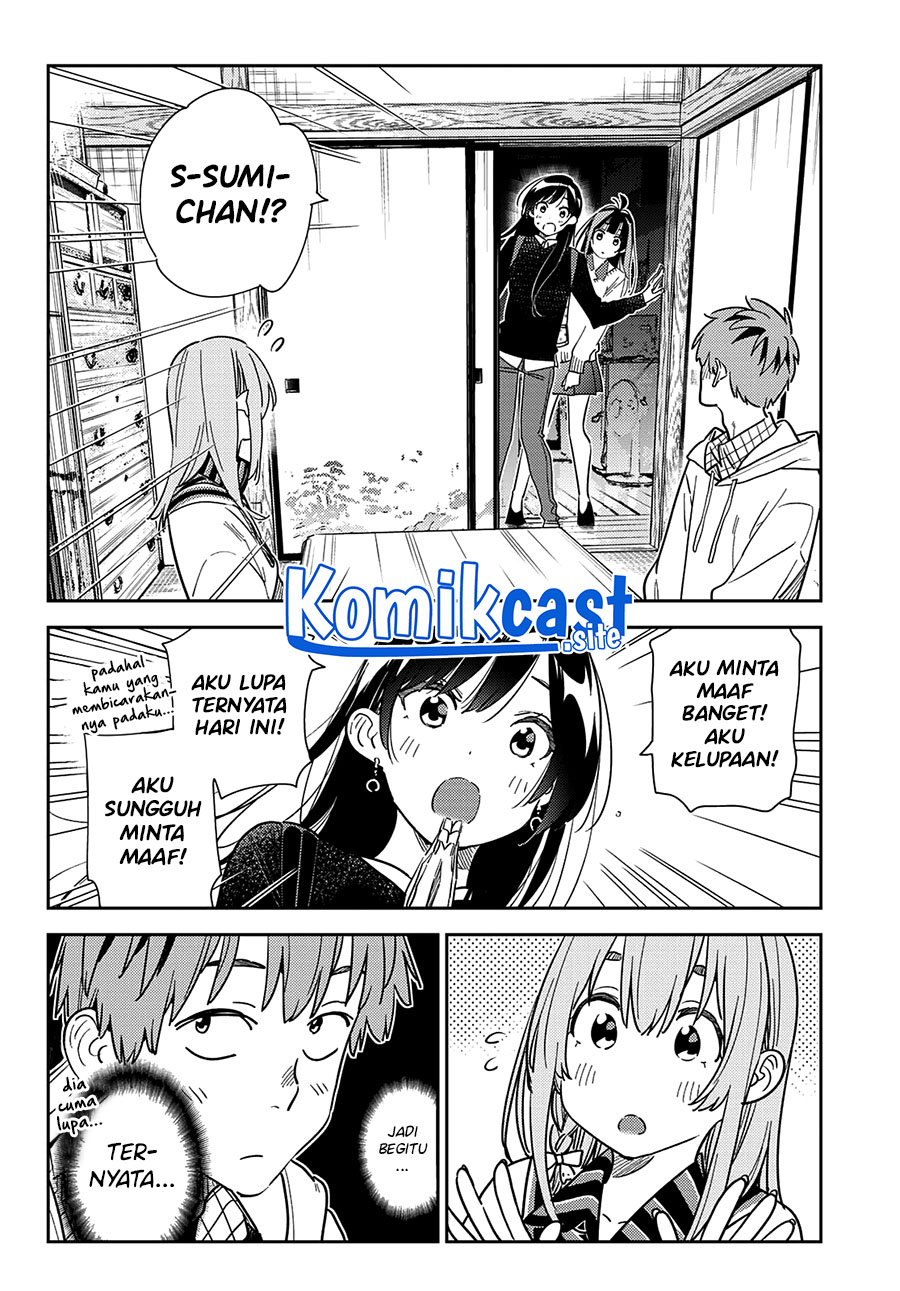 S-SUMI-
CHAN!?
Komikcast
.site
AKU MINTA
MAAF
BANGET!
AKU
KELUPAAN!
AKU LUPA
TERNYATA
HARI INI!
padahal
kamu yang
membicarakan-
nya padaku...!
AKU
SUNGGUH
MINTA
MAAF!
JADI
BEGITU
...
TER-
NYATA...
dia
cuma
lupa...